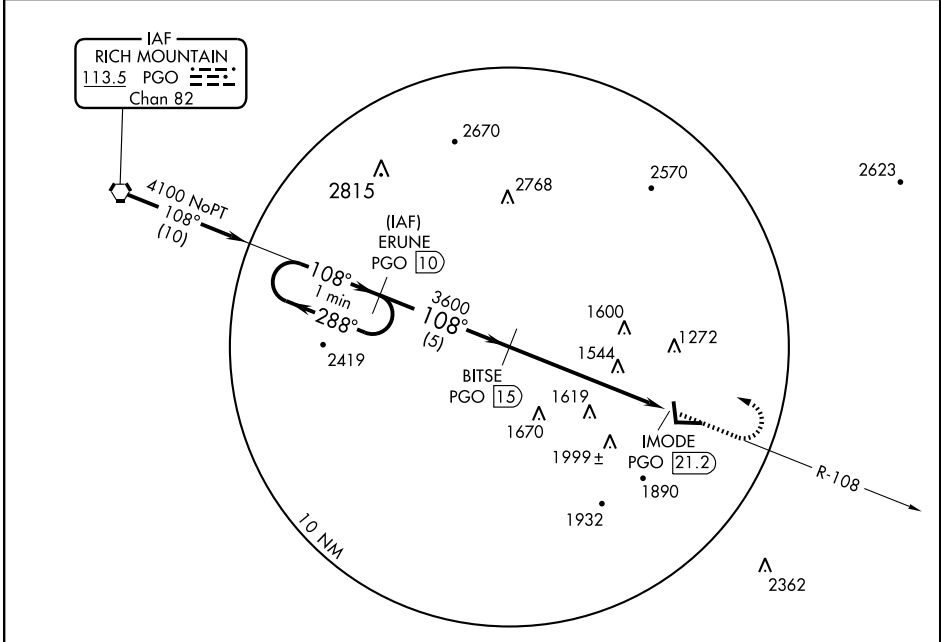 IAF
RICH MOUNTAIN
113.5 PGO
Chan 82
4100 NoPT
108°
(10)
2670
2815
2768
2570
2623
(IAF)
ERUNE
PGO 10
108°
1 min
288°
3600
108°
(5)
2419
BITSE
PGO 15
1600
1544
1272
1619
1670
1999±
IMODE
PGO 21.2
1890
1932
R-108
10 NM
2362